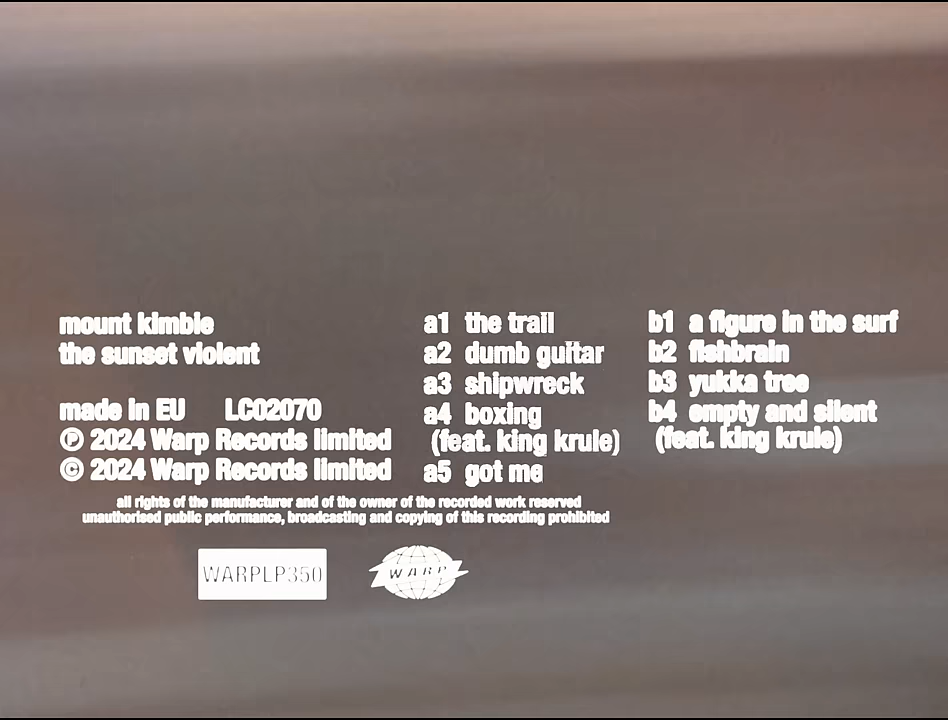 mount kimbie
the sunset violent
made in EU LC02070
℗ 2024 Warp Records limited
© 2024 Warp Records limited
a1 the trail
a2 dumb guitar
a3 shipwreck
a4 boxing
(feat. king krule)
a5 got me
b1 a figure in the surf
b2 fishbrain
b3 yukka tree
b4 empty and silent
(feat. king krule)
all rights of the manufacturer and of the owner of the recorded work reserved
unauthorised public performance, broadcasting and copying of this recording prohibited
WARPLP350
WARP